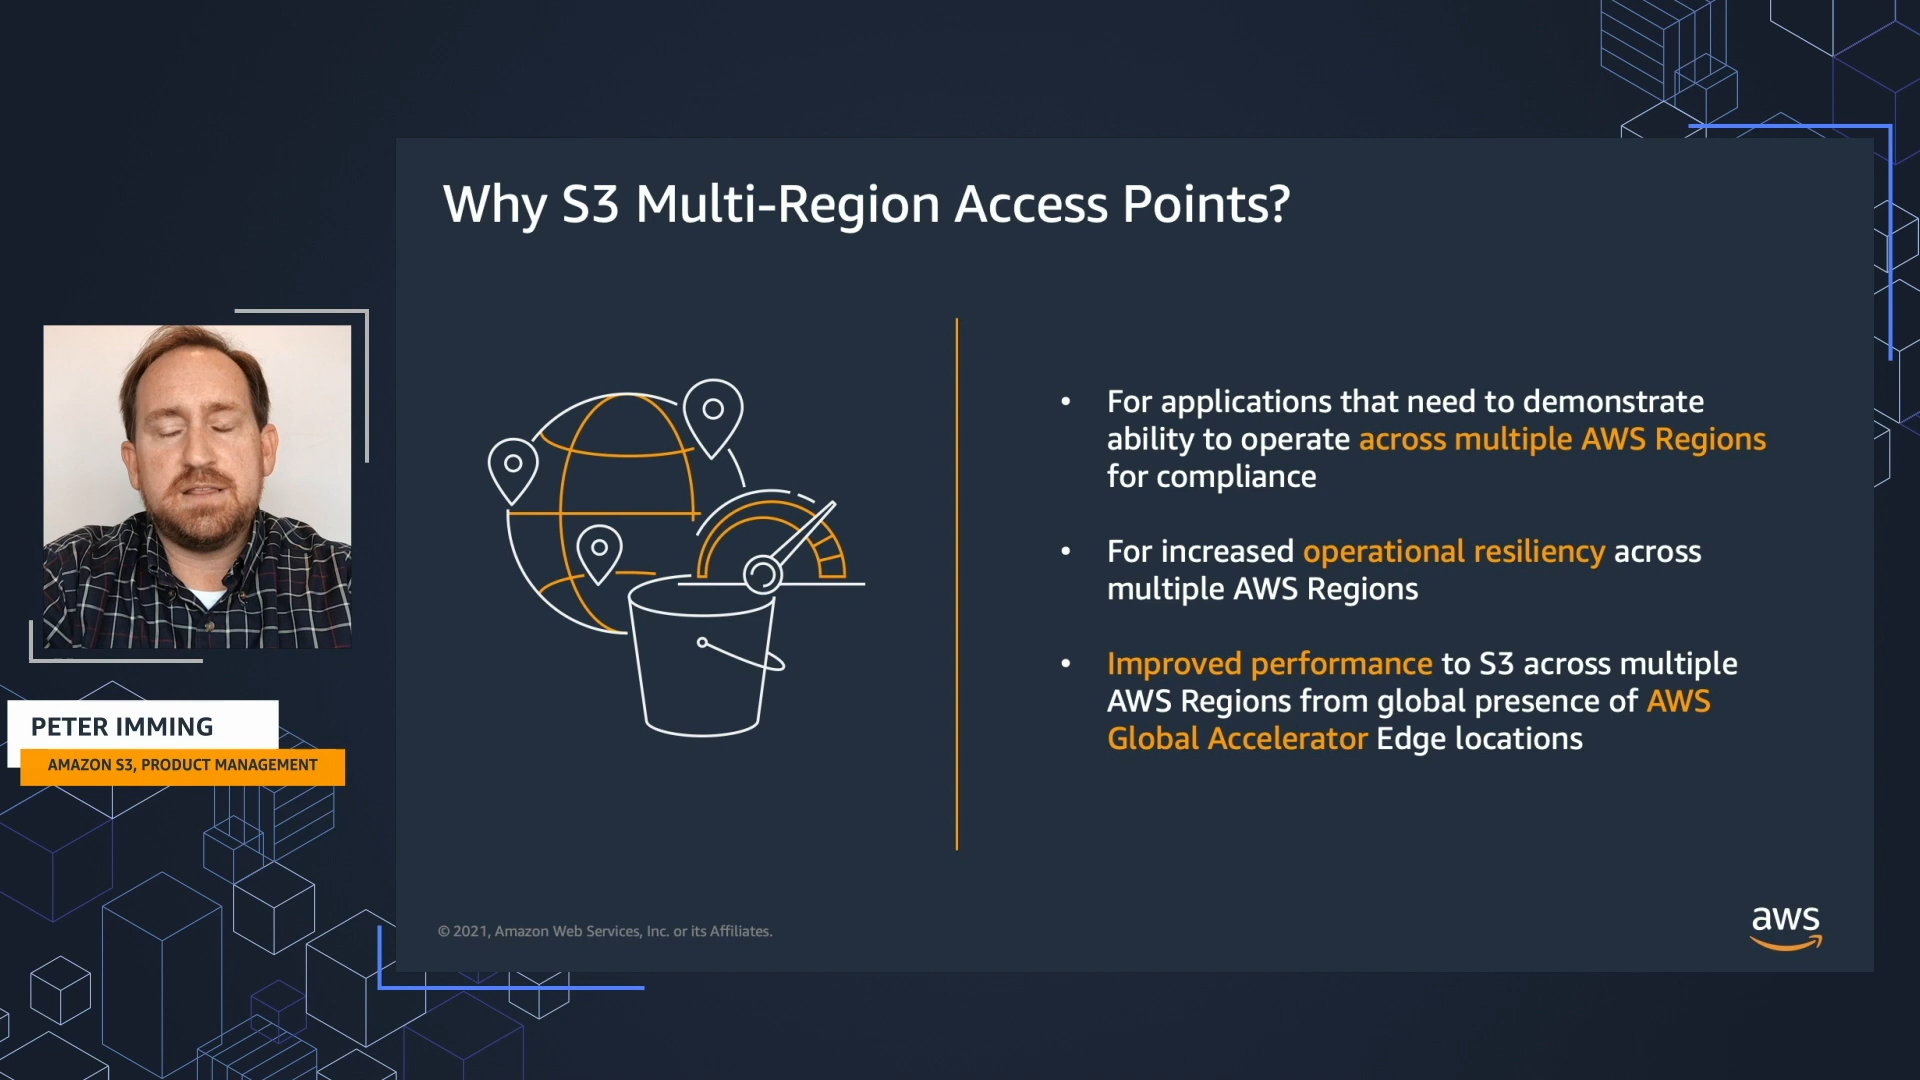 Why S3 Multi-Region Access Points?
• For applications that need to demonstrate
ability to operate across multiple AWS Regions
for compliance
• For increased operational resiliency across
multiple AWS Regions
• Improved performance to S3 across multiple
AWS Regions from global presence of AWS
Global Accelerator Edge locations
PETER IMMING
AMAZON S3, PRODUCT MANAGEMENT
© 2021, Amazon Web Services, Inc. or its Affiliates.
aws